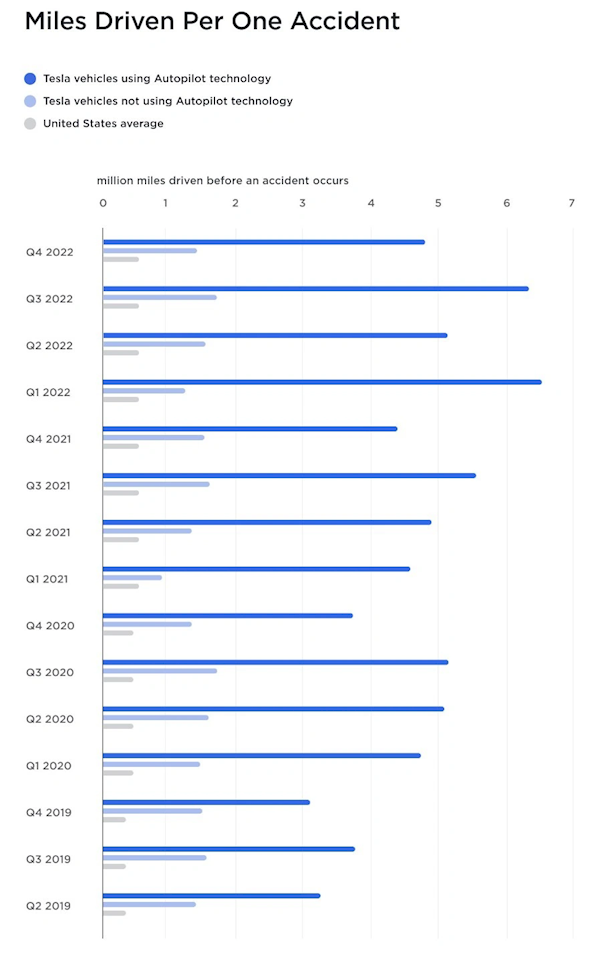 Miles Driven Per One Accident
Tesla vehicles using Autopilot technology
Tesla vehicles not using Autopilot technology
United States average
million miles driven before an accident occurs
0 1 2 3 4 5 6 7
Q4 2022
Q3 2022
Q2 2022
Q1 2022
Q4 2021
Q3 2021
Q2 2021
Q1 2021
Q4 2020
Q3 2020
Q2 2020
Q1 2020
Q4 2019
Q3 2019
Q2 2019